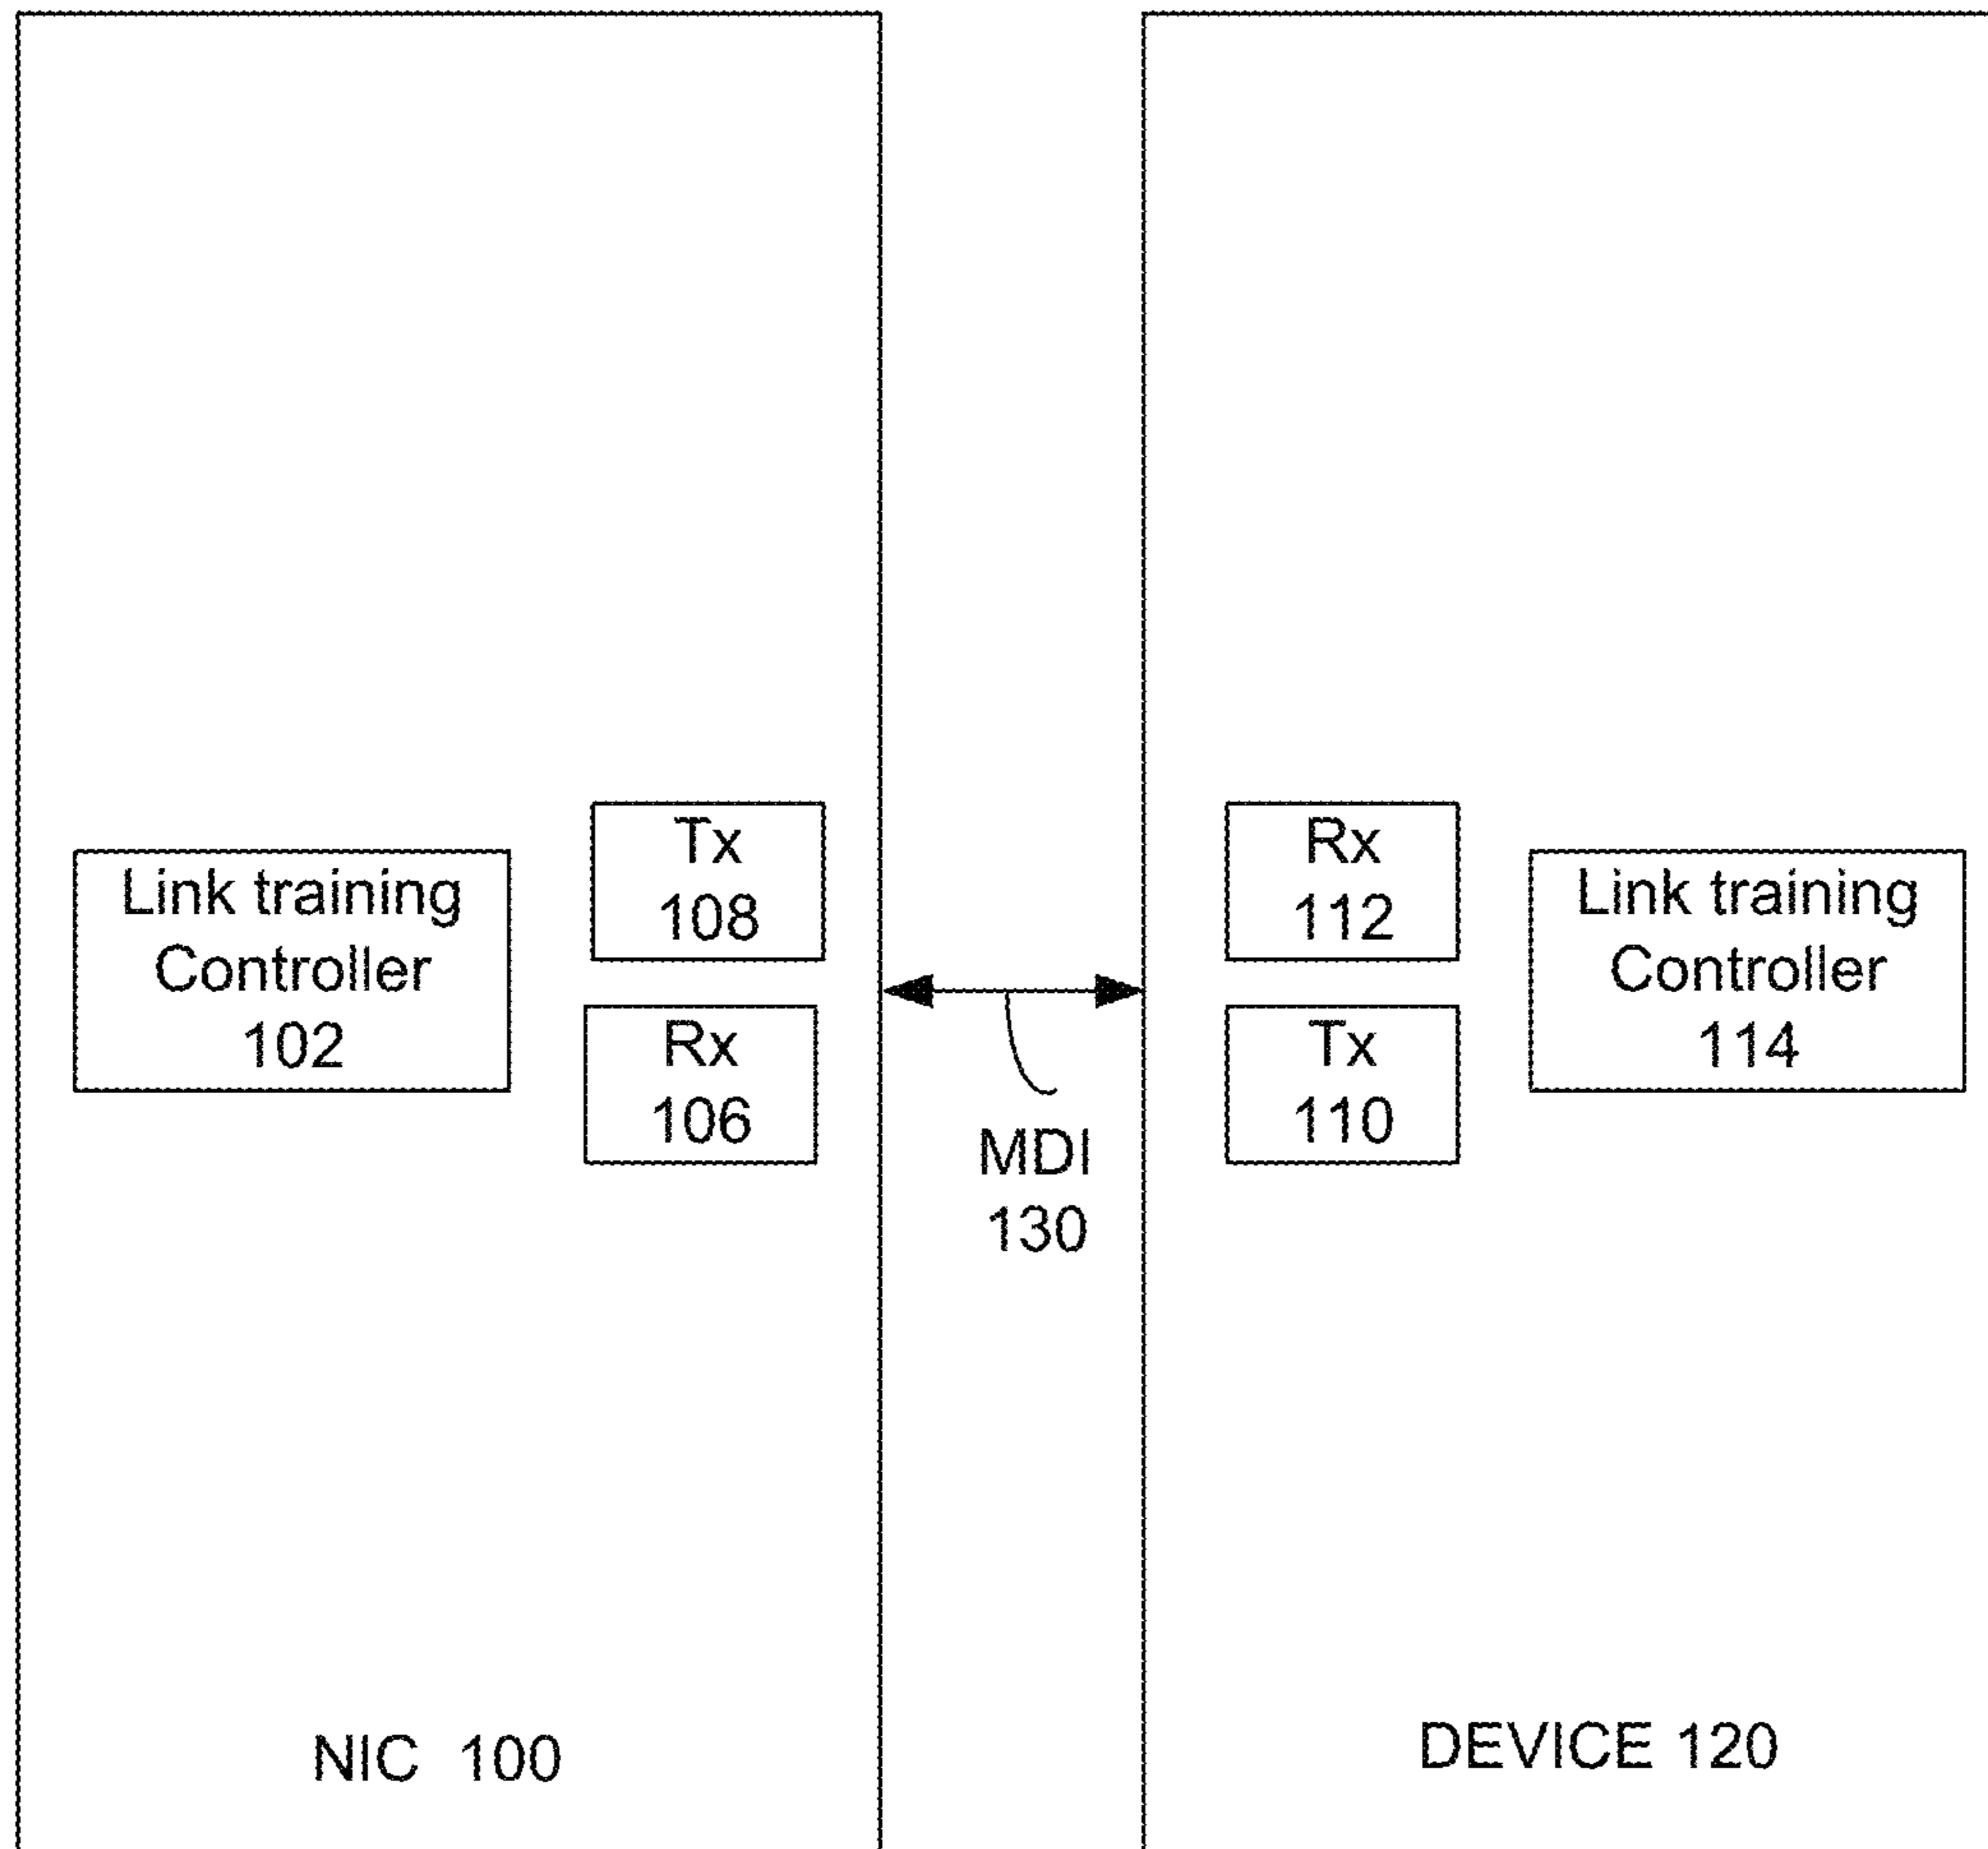 Link training
Controller
102
Tx
108
Rx
106
MDI
130
Rx
112
Tx
110
Link training
Controller
114
NIC 100
DEVICE 120